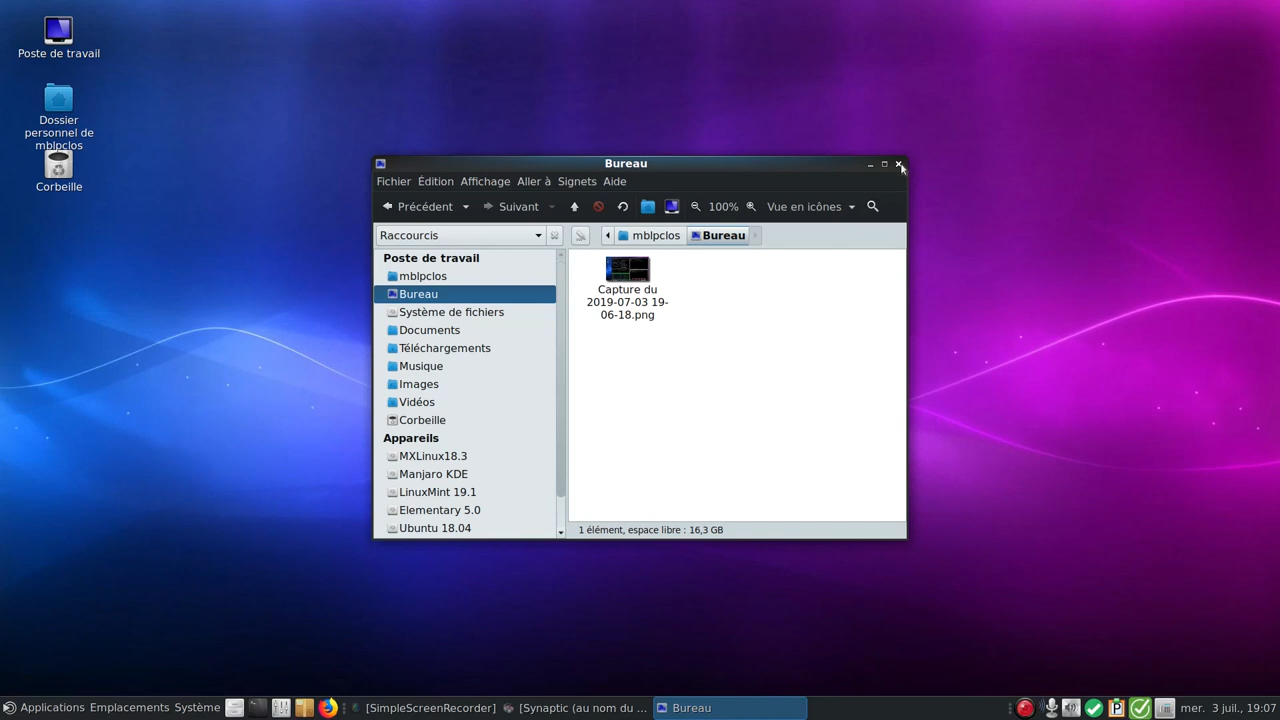 Poste de travail
Dossier
personnel de
mblpclos
Corbeille
Bureau
Fichier Édition Affichage Aller à Signets Aide
Précédent Suivant 100% Vue en icônes
Raccourcis mblpclos Bureau
Poste de travail
mblpclos
Bureau
Système de fichiers
Documents
Téléchargements
Musique
Images
Vidéos
Corbeille
Appareils
MXLinux18.3
Manjaro KDE
LinuxMint 19.1
Elementary 5.0
Ubuntu 18.04
Capture du
2019-07-03 19-
06-18.png
1 élément, espace libre : 16,3 GB
Applications Emplacements Système [SimpleScreenRecorder] [Synaptic (au nom du ... Bureau mer. 3 juil., 19:07